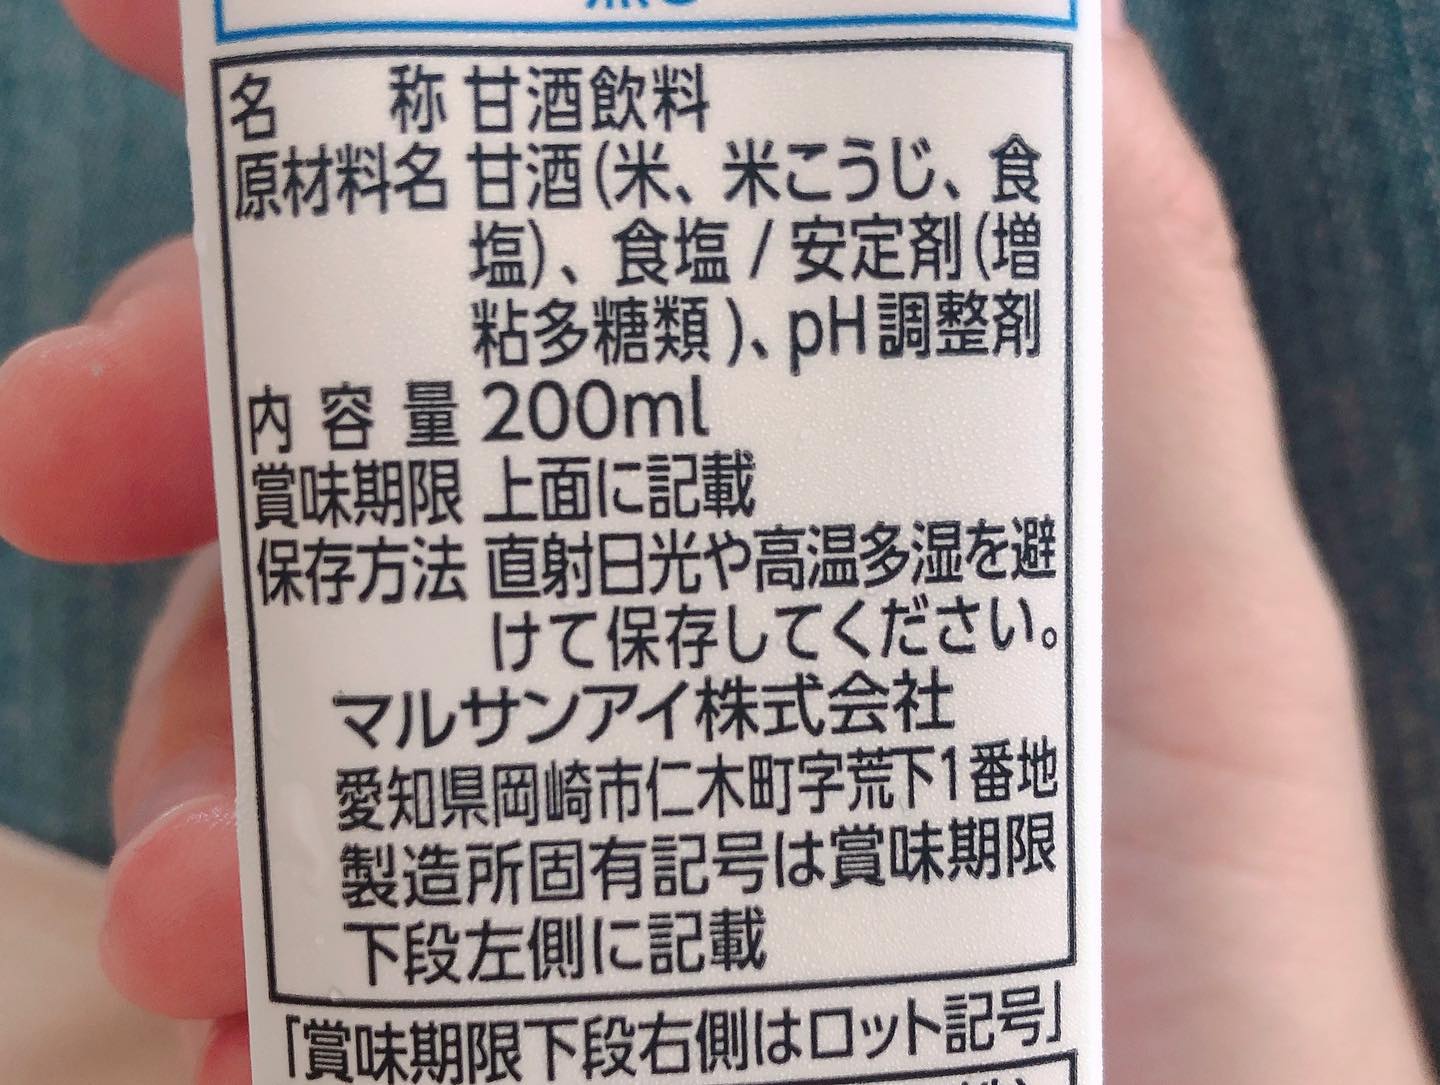 名　　称 甘酒飲料
原材料名 甘酒(米、米こうじ、食
塩)、食塩 / 安定剤(増
粘多糖類)、pH調整剤
内 容 量 200ml
賞味期限 上面に記載
保存方法 直射日光や高温多湿を避
けて保存してください。
マルサンアイ株式会社
愛知県岡崎市仁木町字荒下1番地
製造所固有記号は賞味期限
下段左側に記載
「賞味期限下段右側はロット記号」